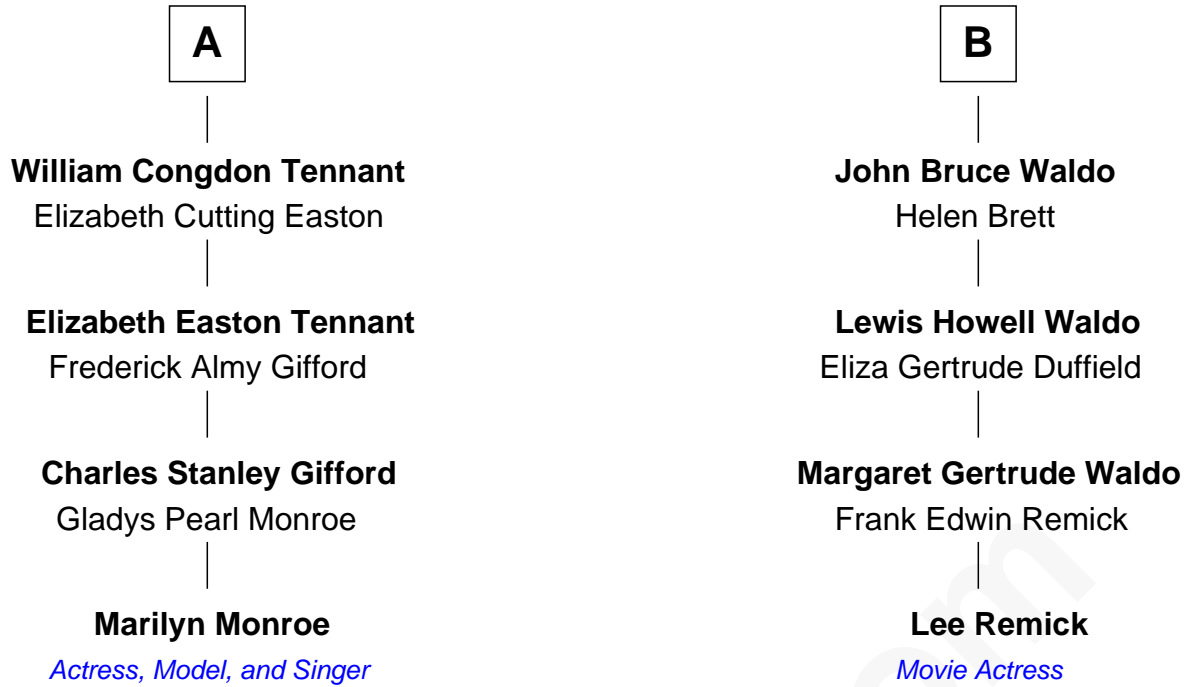 A
William Congdon Tennant
Elizabeth Cutting Easton
Elizabeth Easton Tennant
Frederick Almy Gifford
Charles Stanley Gifford
Gladys Pearl Monroe
Marilyn Monroe
Actress, Model, and Singer
B
John Bruce Waldo
Helen Brett
Lewis Howell Waldo
Eliza Gertrude Duffield
Margaret Gertrude Waldo
Frank Edwin Remick
Lee Remick
Movie Actress